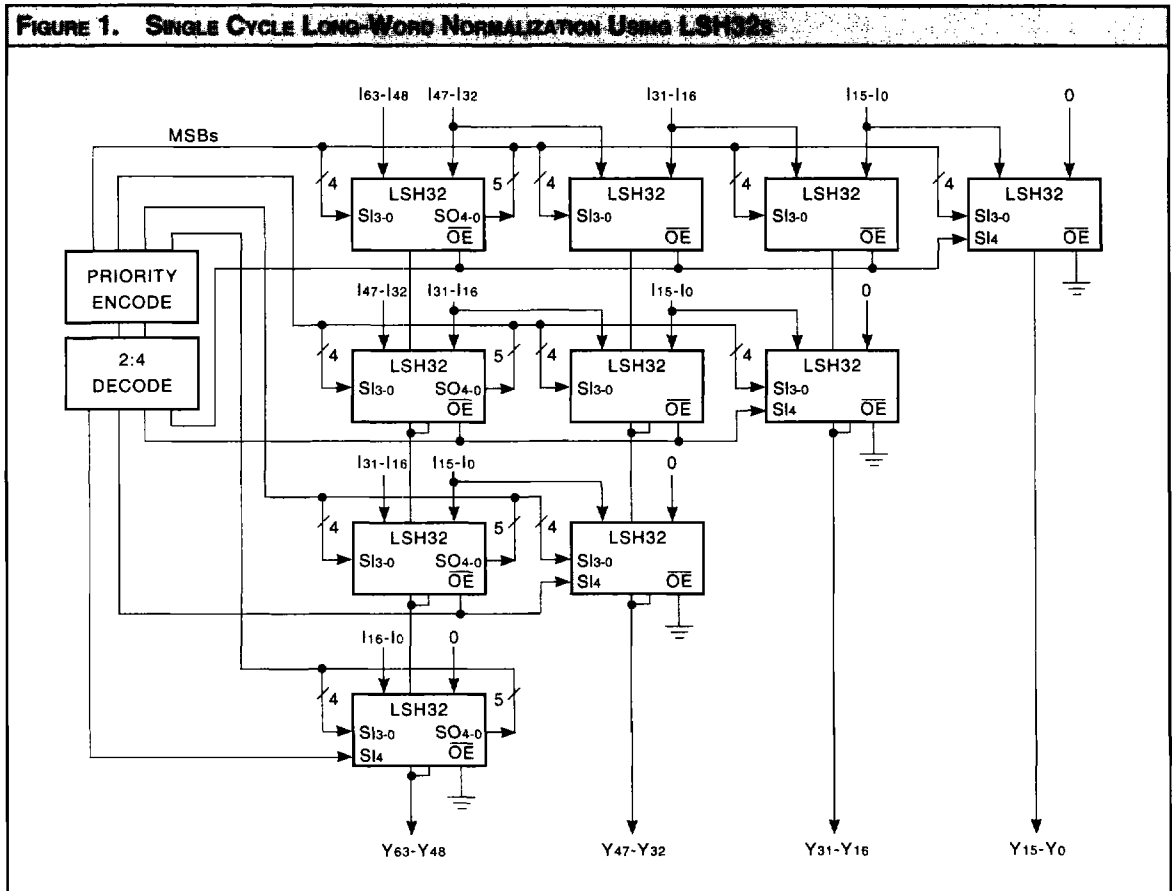 FIGURE 1. SINGLE CYCLE LONG-WORD NORMALIZATION USING LSH32s
I63-I48 I47-I32 I31-I16 I15-I0 0
MSBs
4 LSH32 5 4 LSH32 4 LSH32 4 LSH32
SI3-0 SO4-0 SI3-0 SI3-0 SI3-0
OE OE OE SI4 OE
PRIORITY
ENCODE
I47-I32 I31-I16 I15-I0 0
2:4
DECODE
4 LSH32 5 4 LSH32 4 LSH32
SI3-0 SO4-0 SI3-0 SI3-0
OE OE SI4 OE
I31-I16 I15-I0 0
4 LSH32 5 4 LSH32
SI3-0 SO4-0 SI3-0
OE SI4 OE
I16-I0 0
4 LSH32 5
SI3-0 SO4-0
SI4 OE
Y63-Y48 Y47-Y32 Y31-Y16 Y15-Y0